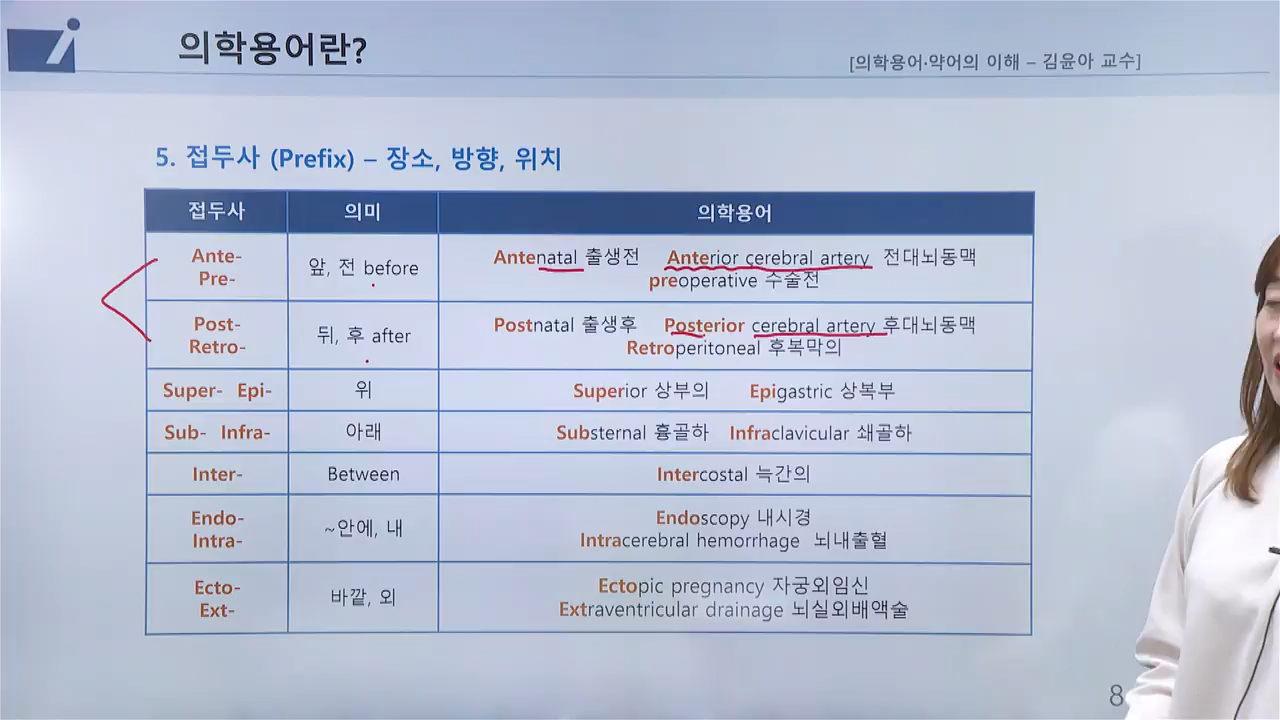 의학용어란?
[의학용어·약어의 이해 – 김윤아 교수]
5. 접두사 (Prefix) – 장소, 방향, 위치
접두사 의미 의학용어
Ante-
Pre-
앞, 전 before
Antenatal 출생전 Anterior cerebral artery 전대뇌동맥
preoperative 수술전
Post-
Retro-
뒤, 후 after
Postnatal 출생후 Posterior cerebral artery 후대뇌동맥
Retroperitoneal 후복막의
Super- Epi- 위 Superior 상부의 Epigastric 상복부
Sub- Infra- 아래 Substernal 흉골하 Infraclavicular 쇄골하
Inter- Between Intercostal 늑간의
Endo-
Intra-
~안에, 내
Endoscopy 내시경
Intracerebral hemorrhage 뇌내출혈
Ecto-
Ext-
바깥, 외
Ectopic pregnancy 자궁외임신
Extraventricular drainage 뇌실외배액술
8